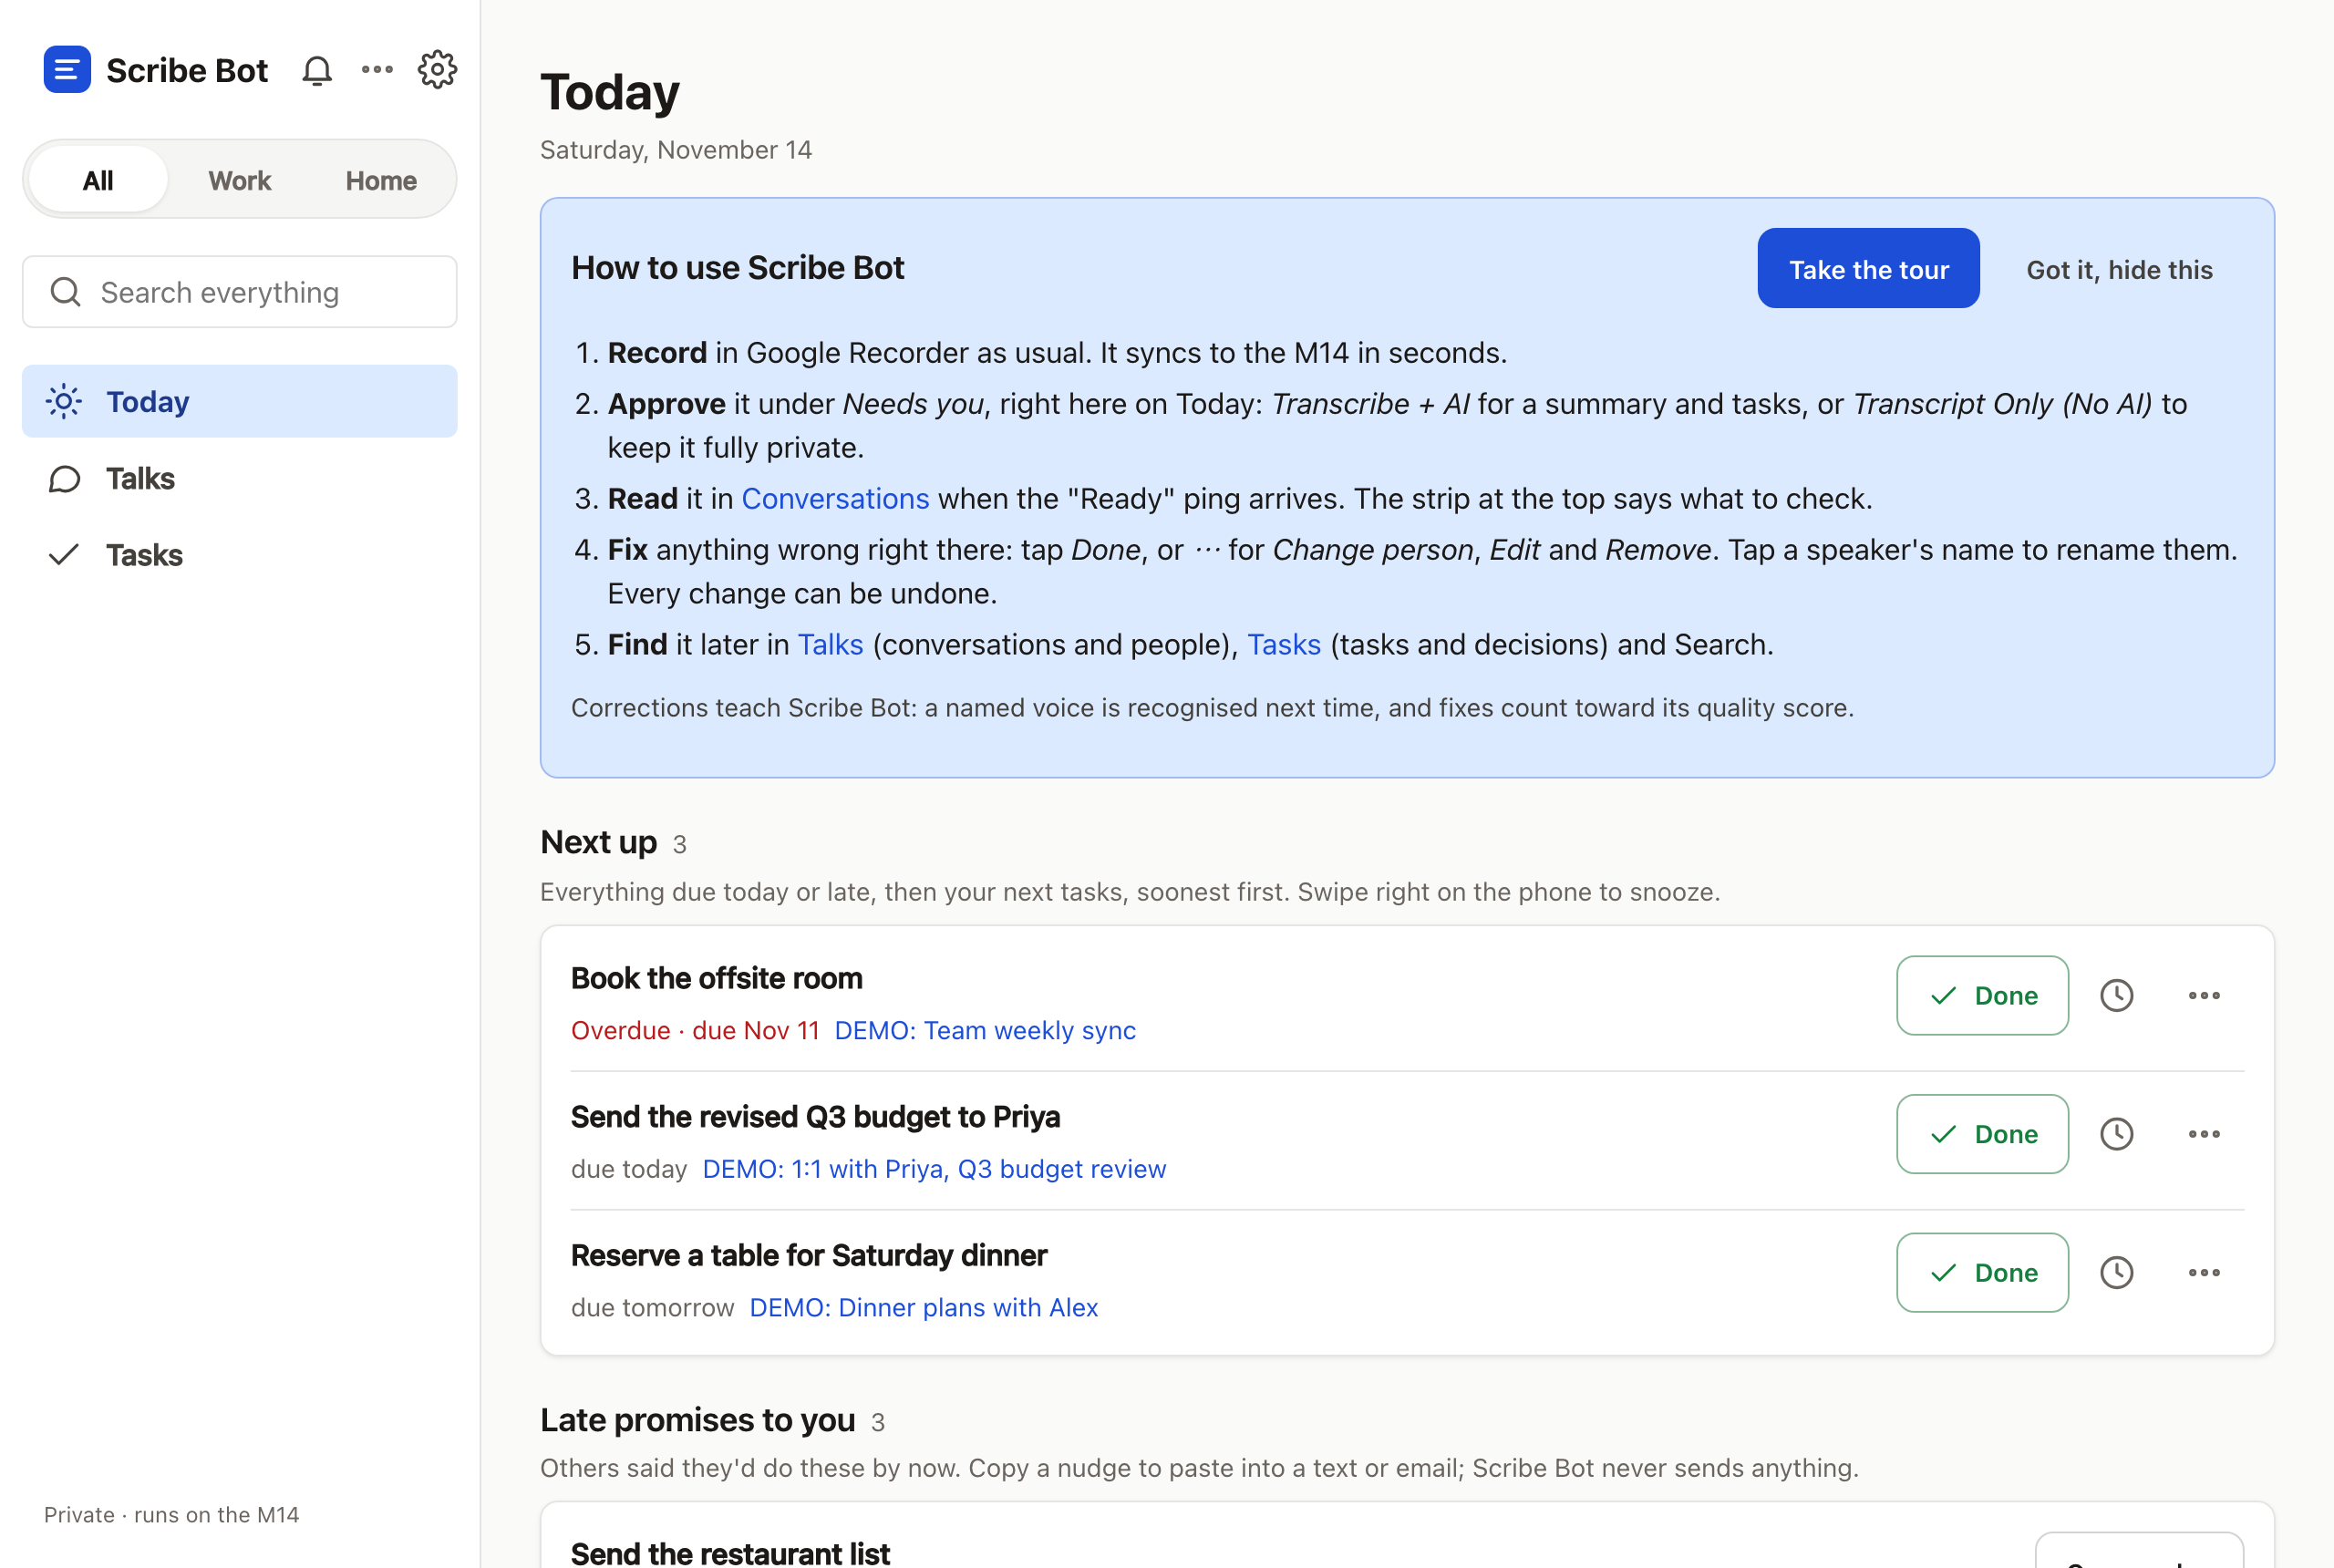 Scribe Bot
All Work Home
Search everything
Today
Talks
Tasks
Private · runs on the M14
Today
Saturday, November 14
How to use Scribe Bot
Take the tour
Got it, hide this
1. Record in Google Recorder as usual. It syncs to the M14 in seconds.
2. Approve it under Needs you, right here on Today: Transcribe + AI for a summary and tasks, or Transcript Only (No AI) to
keep it fully private.
3. Read it in Conversations when the "Ready" ping arrives. The strip at the top says what to check.
4. Fix anything wrong right there: tap Done, or ··· for Change person, Edit and Remove. Tap a speaker's name to rename them.
Every change can be undone.
5. Find it later in Talks (conversations and people), Tasks (tasks and decisions) and Search.
Corrections teach Scribe Bot: a named voice is recognised next time, and fixes count toward its quality score.
Next up 3
Everything due today or late, then your next tasks, soonest first. Swipe right on the phone to snooze.
Book the offsite room
Overdue · due Nov 11 DEMO: Team weekly sync
Done
Send the revised Q3 budget to Priya
due today DEMO: 1:1 with Priya, Q3 budget review
Done
Reserve a table for Saturday dinner
due tomorrow DEMO: Dinner plans with Alex
Done
Late promises to you 3
Others said they'd do these by now. Copy a nudge to paste into a text or email; Scribe Bot never sends anything.
Send the restaurant list